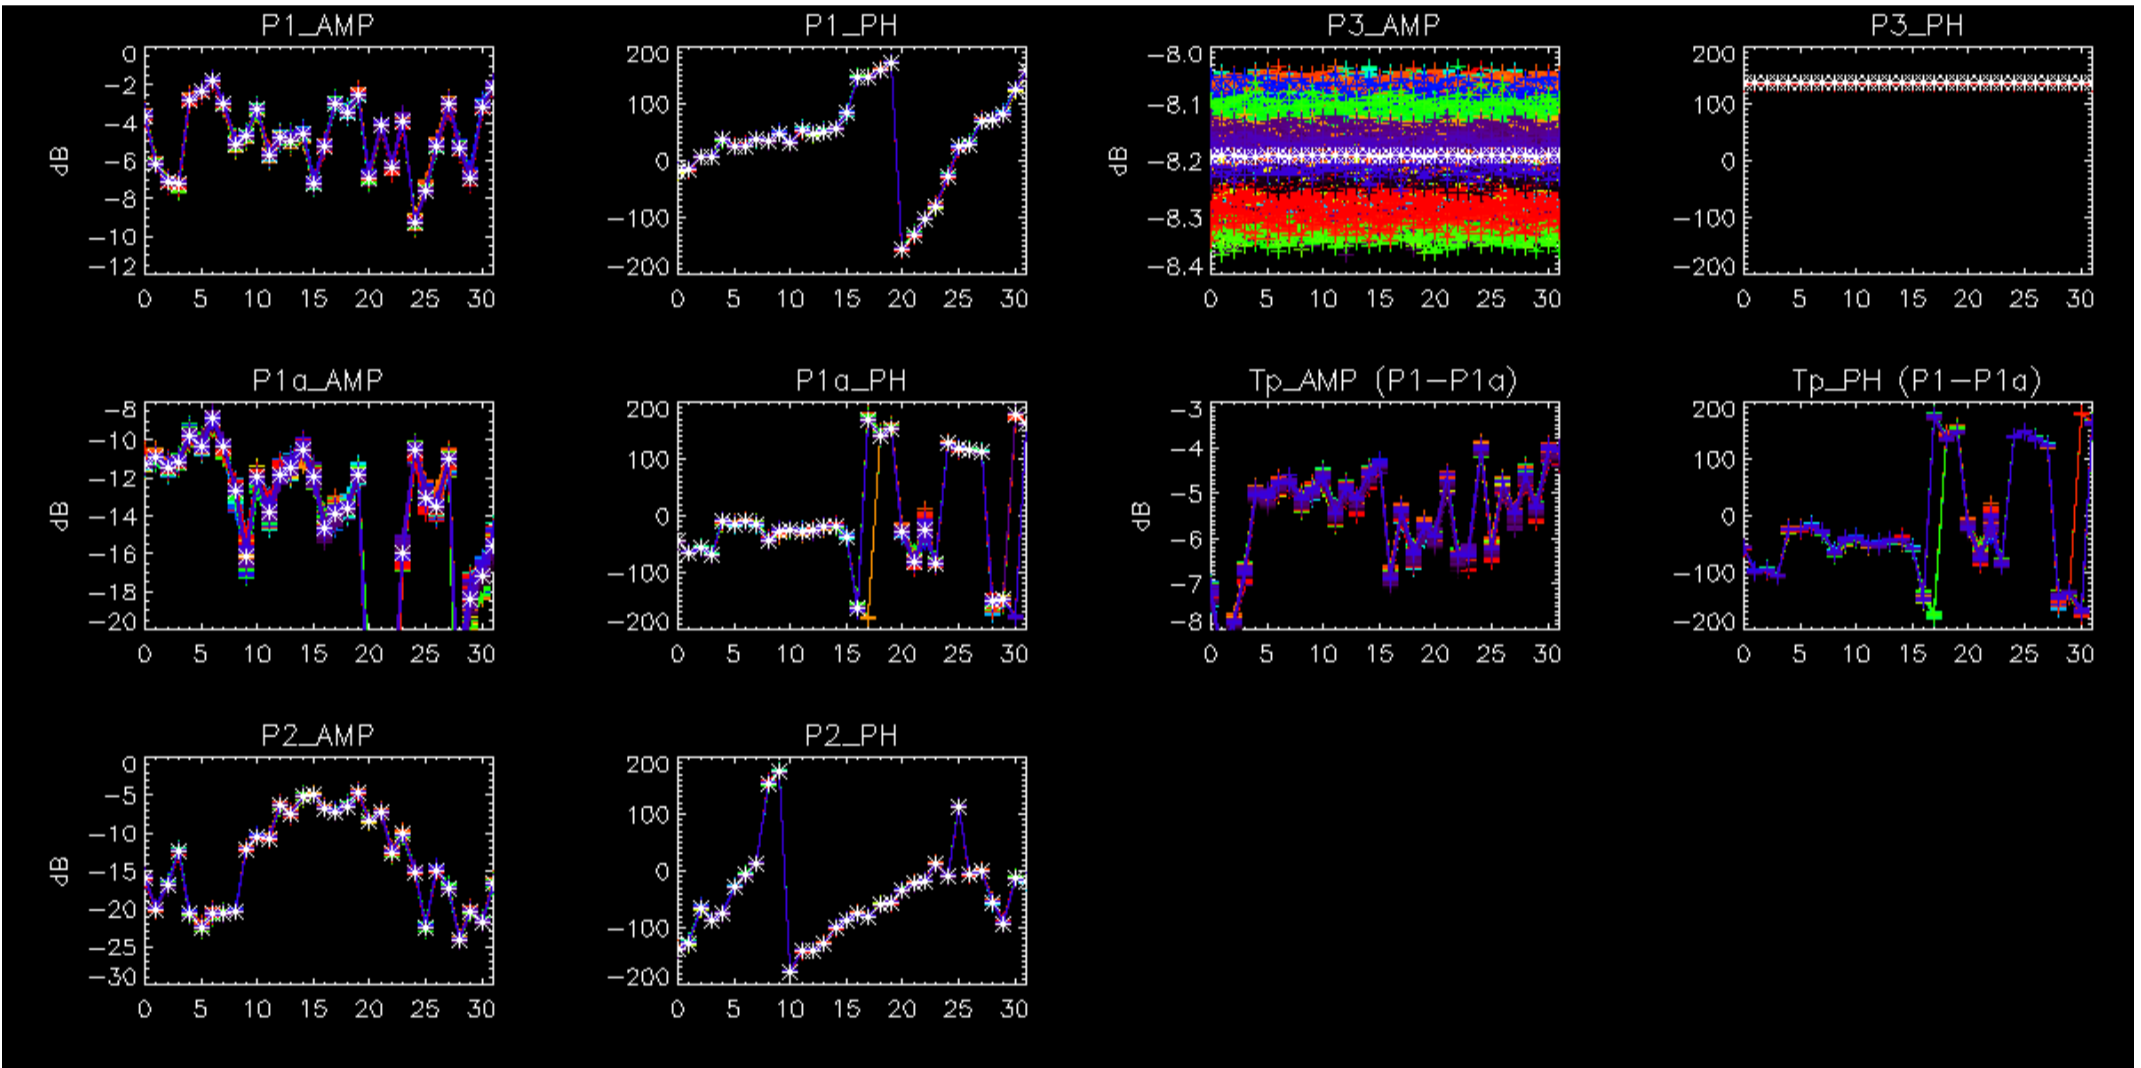 P1_AMP P1_PH P3_AMP P3_PH
0 200 -8.0 200
-2
-4 100 -8.1 100
dB -6 0 dB -8.2 0
-8 -100 -8.3 -100
-10
-12 -200 -8.4 -200
0 5 10 15 20 25 30 0 5 10 15 20 25 30 0 5 10 15 20 25 30 0 5 10 15 20 25 30
P1a_AMP P1a_PH Tp_AMP (P1-P1a) Tp_PH (P1-P1a)
-8 200 -3 200
-10 100 -4 100
-12
dB -14 0 dB -5 0
-16 -100 -6 -100
-18 -7
-20 -200 -8 -200
0 5 10 15 20 25 30 0 5 10 15 20 25 30 0 5 10 15 20 25 30 0 5 10 15 20 25 30
P2_AMP P2_PH
0 200
-5 100
-10
dB -15 0
-20 -100
-25
-30 -200
0 5 10 15 20 25 30 0 5 10 15 20 25 30